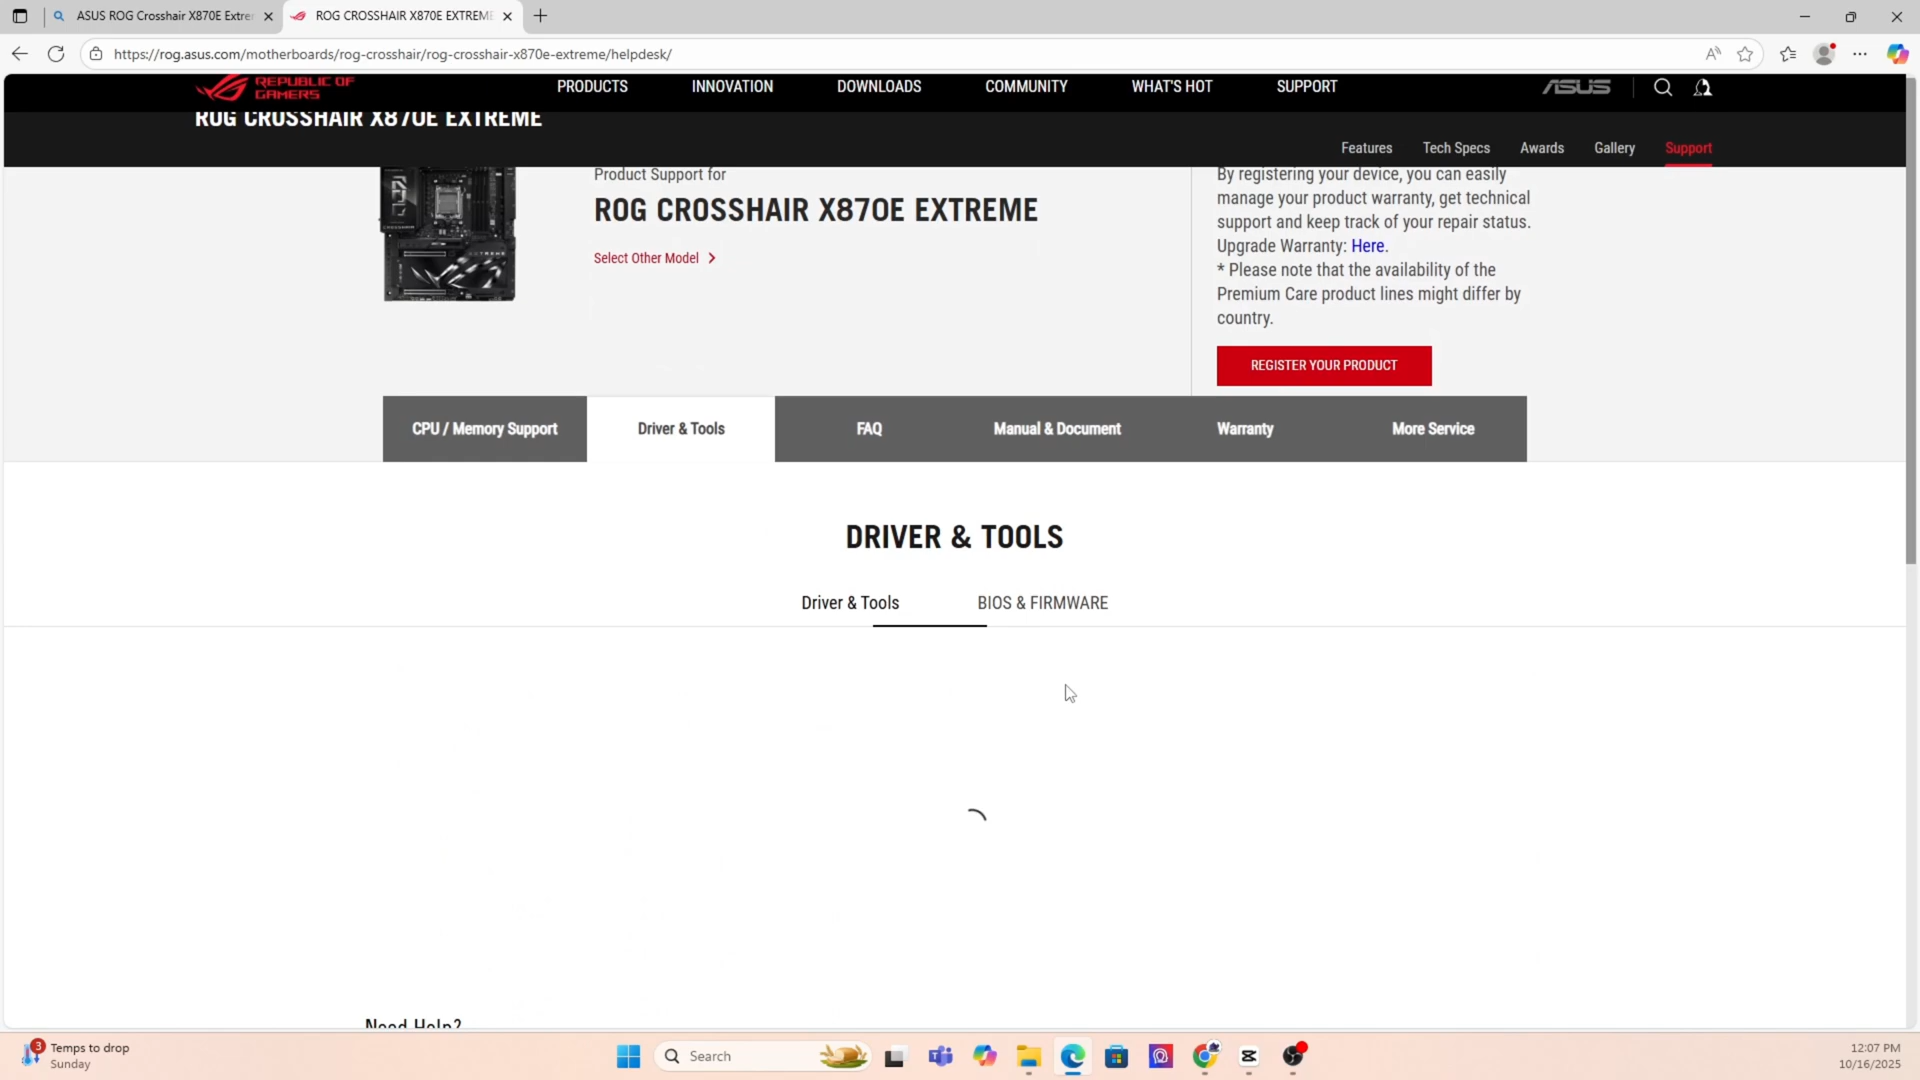 ASUS ROG Crosshair X870E Extre
ROG CROSSHAIR X870E EXTREME
https://rog.asus.com/motherboards/rog-crosshair/rog-crosshair-x870e-extreme/helpdesk/
REPUBLIC OF
GAMERS
PRODUCTS
INNOVATION
DOWNLOADS
COMMUNITY
WHAT'S HOT
SUPPORT
ASUS
ROG CROSSHAIR X870E EXTREME
Features
Tech Specs
Awards
Gallery
Support
Product Support for
ROG CROSSHAIR X870E EXTREME
Select Other Model
By registering your device, you can easily
manage your product warranty, get technical
support and keep track of your repair status.
Upgrade Warranty: Here.
* Please note that the availability of the
Premium Care product lines might differ by
country.
REGISTER YOUR PRODUCT
CPU / Memory Support
Driver & Tools
FAQ
Manual & Document
Warranty
More Service
DRIVER & TOOLS
Driver & Tools
BIOS & FIRMWARE
Need Help?
3
Temps to drop
Sunday
Search
12:07 PM
10/16/2025